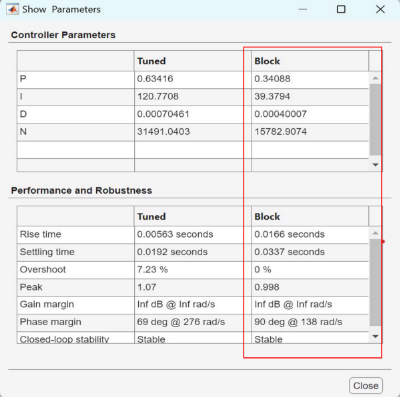 Show Parameters
Controller Parameters
Tuned Block
P 0.63416 0.34088
I 120.7708 39.3794
D 0.00070461 0.00040007
N 31491.0403 15782.9074
Performance and Robustness
Tuned Block
Rise time 0.00563 seconds 0.0166 seconds
Settling time 0.0192 seconds 0.0337 seconds
Overshoot 7.23 % 0 %
Peak 1.07 0.998
Gain margin Inf dB @ Inf rad/s Inf dB @ Inf rad/s
Phase margin 69 deg @ 276 rad/s 90 deg @ 138 rad/s
Closed-loop stability Stable Stable
Close